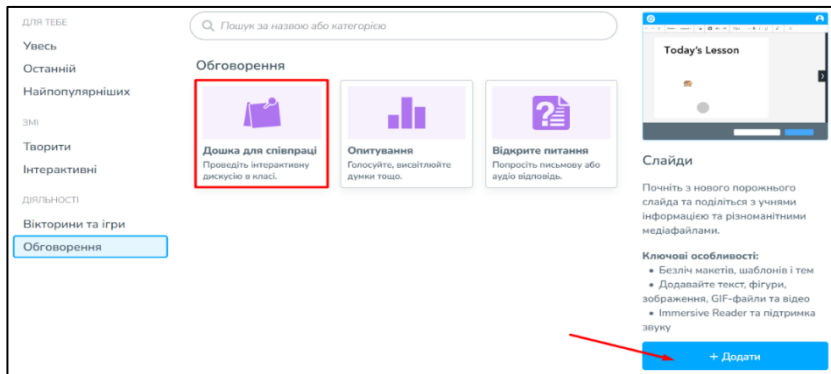 ДЛЯ ТЕБЕ
Увесь
Останній
Найпопулярніших
ЗМІ
Творити
Інтерактивні
ДІЯЛЬНОСТІ
Вікторини та ігри
Обговорення
Пошук за назвою або категорією
Обговорення
Дошка для співпраці
Проведіть інтерактивну
дискусію в класі.
Опитування
Голосуйте, висвітлюйте
думки тощо.
Відкрите питання
Попросіть письмову або
аудіо відповідь.
Today's Lesson
Слайди
Почніть з нового порожнього
слайда та поділіться з учнями
інформацією та різноманітними
медіафайлами.
Ключові особливості:
• Безліч макетів, шаблонів і тем
• Додавайте текст, фігури,
зображення, GIF-файли та відео
• Immersive Reader та підтримка
звуку
+ Додати